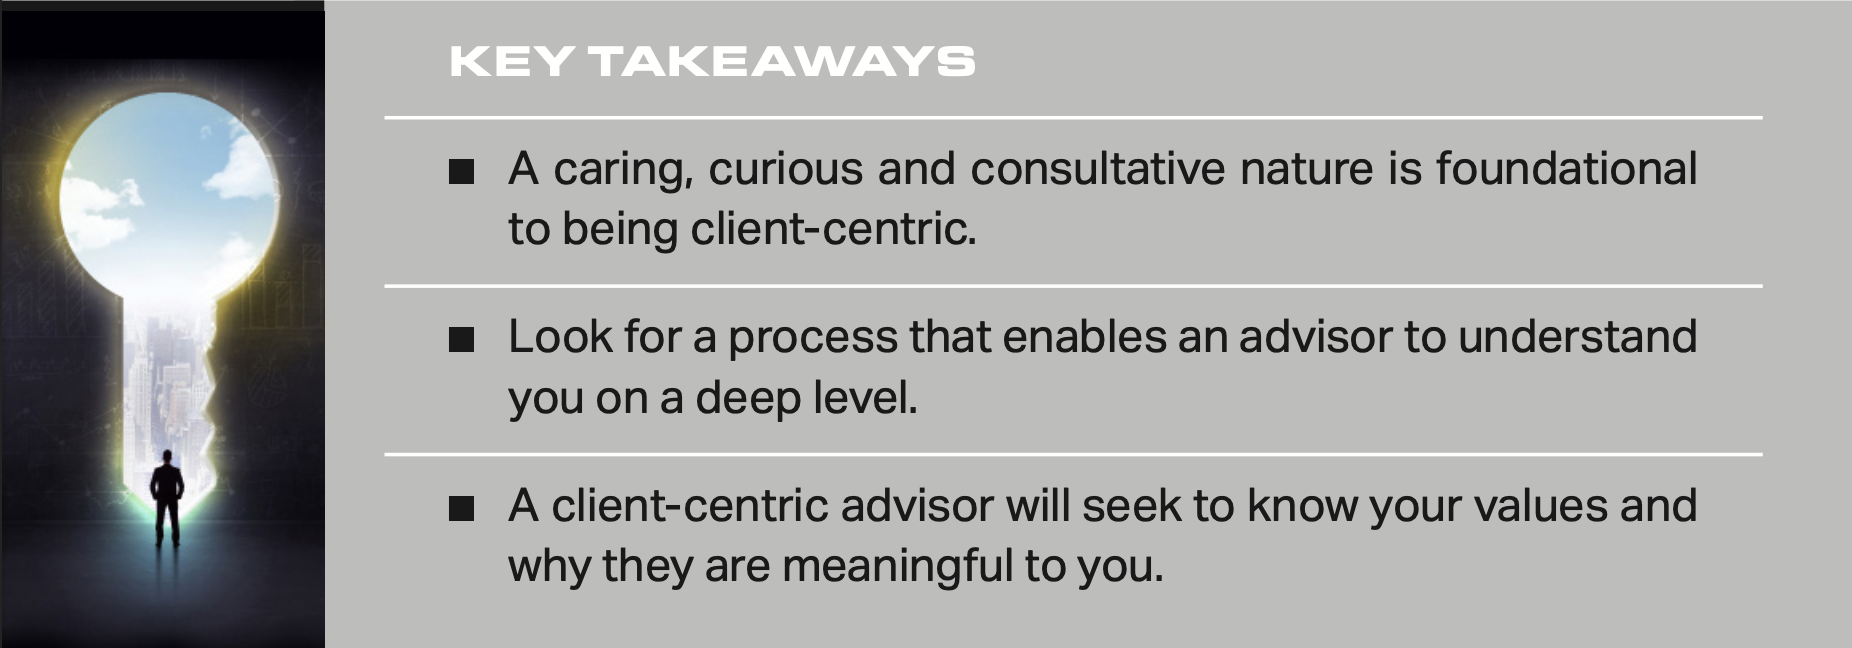 KEY TAKEAWAYS
■ A caring, curious and consultative nature is foundational
to being client-centric.
■ Look for a process that enables an advisor to understand
you on a deep level.
■ A client-centric advisor will seek to know your values and
why they are meaningful to you.